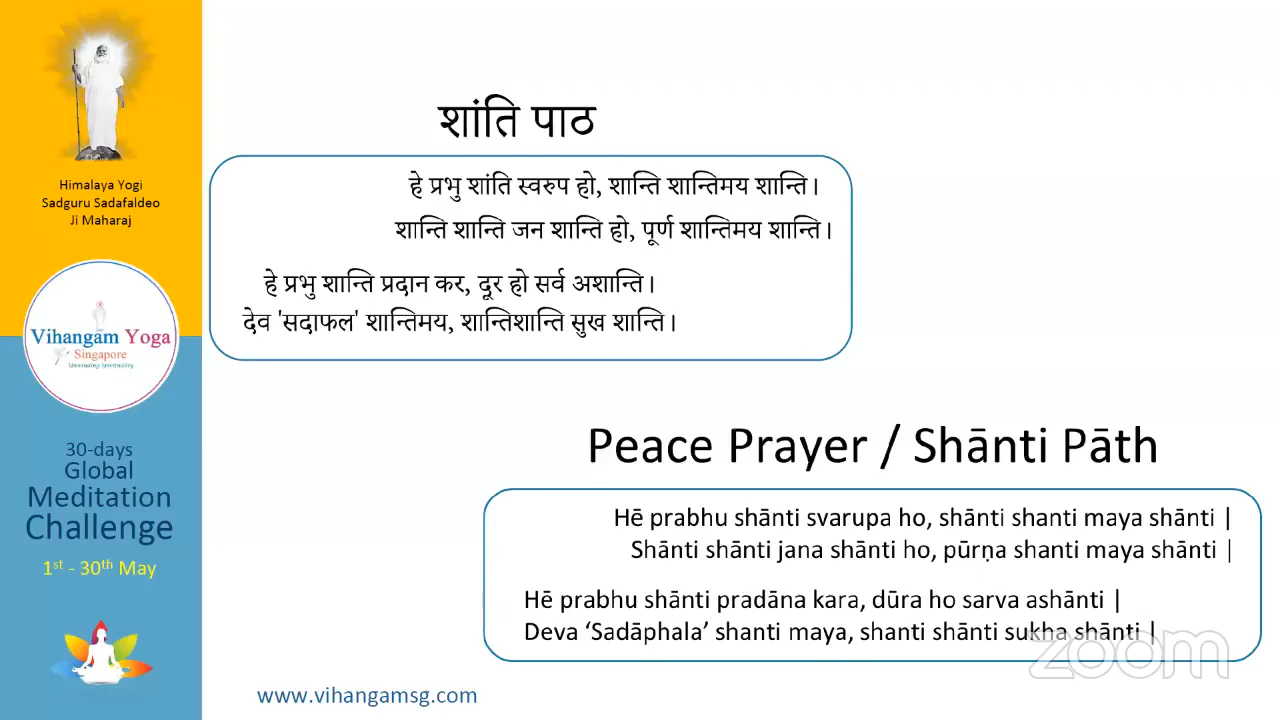 Himalaya Yogi
Sadguru Sadafaldeo
Ji Maharaj
Vihangam Yoga
Singapore
Unwinding Spirituality
30-days
Global
Meditation
Challenge
1st - 30th May
शांति पाठ
हे प्रभु शांति स्वरुप हो, शान्ति शान्तिमय शान्ति।
शान्ति शान्ति जन शान्ति हो, पूर्ण शान्तिमय शान्ति।
हे प्रभु शान्ति प्रदान कर, दूर हो सर्व अशान्ति।
देव 'सदाफल' शान्तिमय, शान्तिशान्ति सुख शान्ति।
Peace Prayer / Shānti Pāth
Hē prabhu shānti svarupa ho, shānti shanti maya shānti |
Shānti shānti jana shānti ho, pūrṇa shanti maya shānti |
Hē prabhu shānti pradāna kara, dūra ho sarva ashānti |
Deva ‘Sadāphala’ shanti maya, shanti shānti sukha shānti |
zoom
www.vihangamsg.com